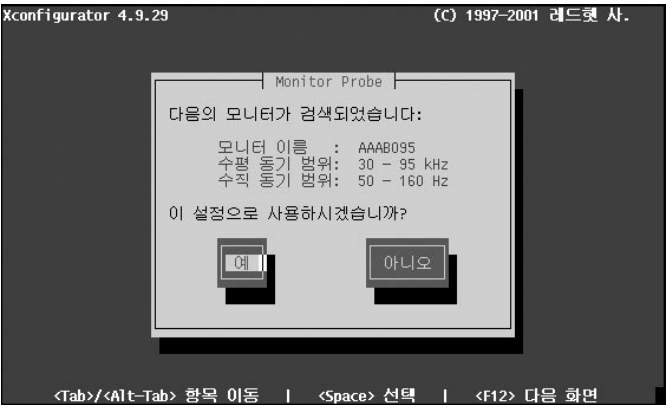 Xconfigurator 4.9.29 (C) 1997-2001 레드햇 사.
Monitor Probe
다음의 모니터가 검색되었습니다:
모니터 이름 : AAAB095
수평 동기 범위: 30 - 95 kHz
수직 동기 범위: 50 - 160 Hz
이 설정으로 사용하시겠습니까?
예 아니오
<Tab>/<Alt-Tab> 항목 이동 | <Space> 선택 | <F12> 다음 화면